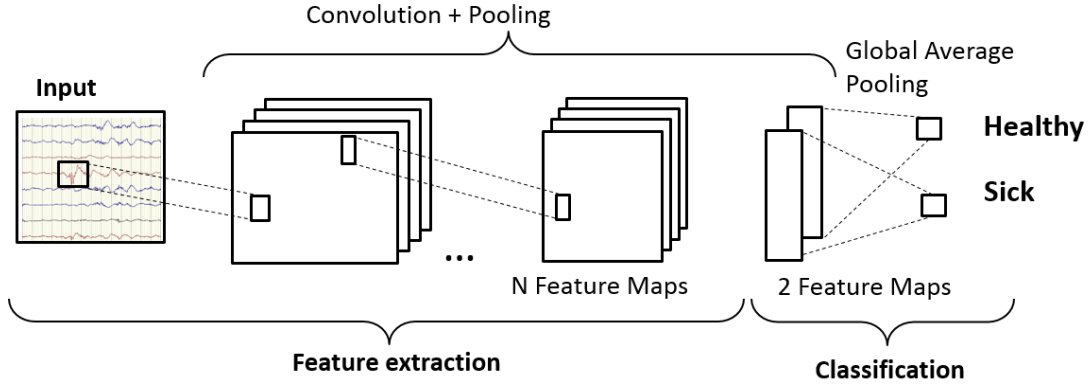 Convolution + Pooling
Global Average
Pooling
Input
Healthy
Sick
...
N Feature Maps
2 Feature Maps
Feature extraction
Classification